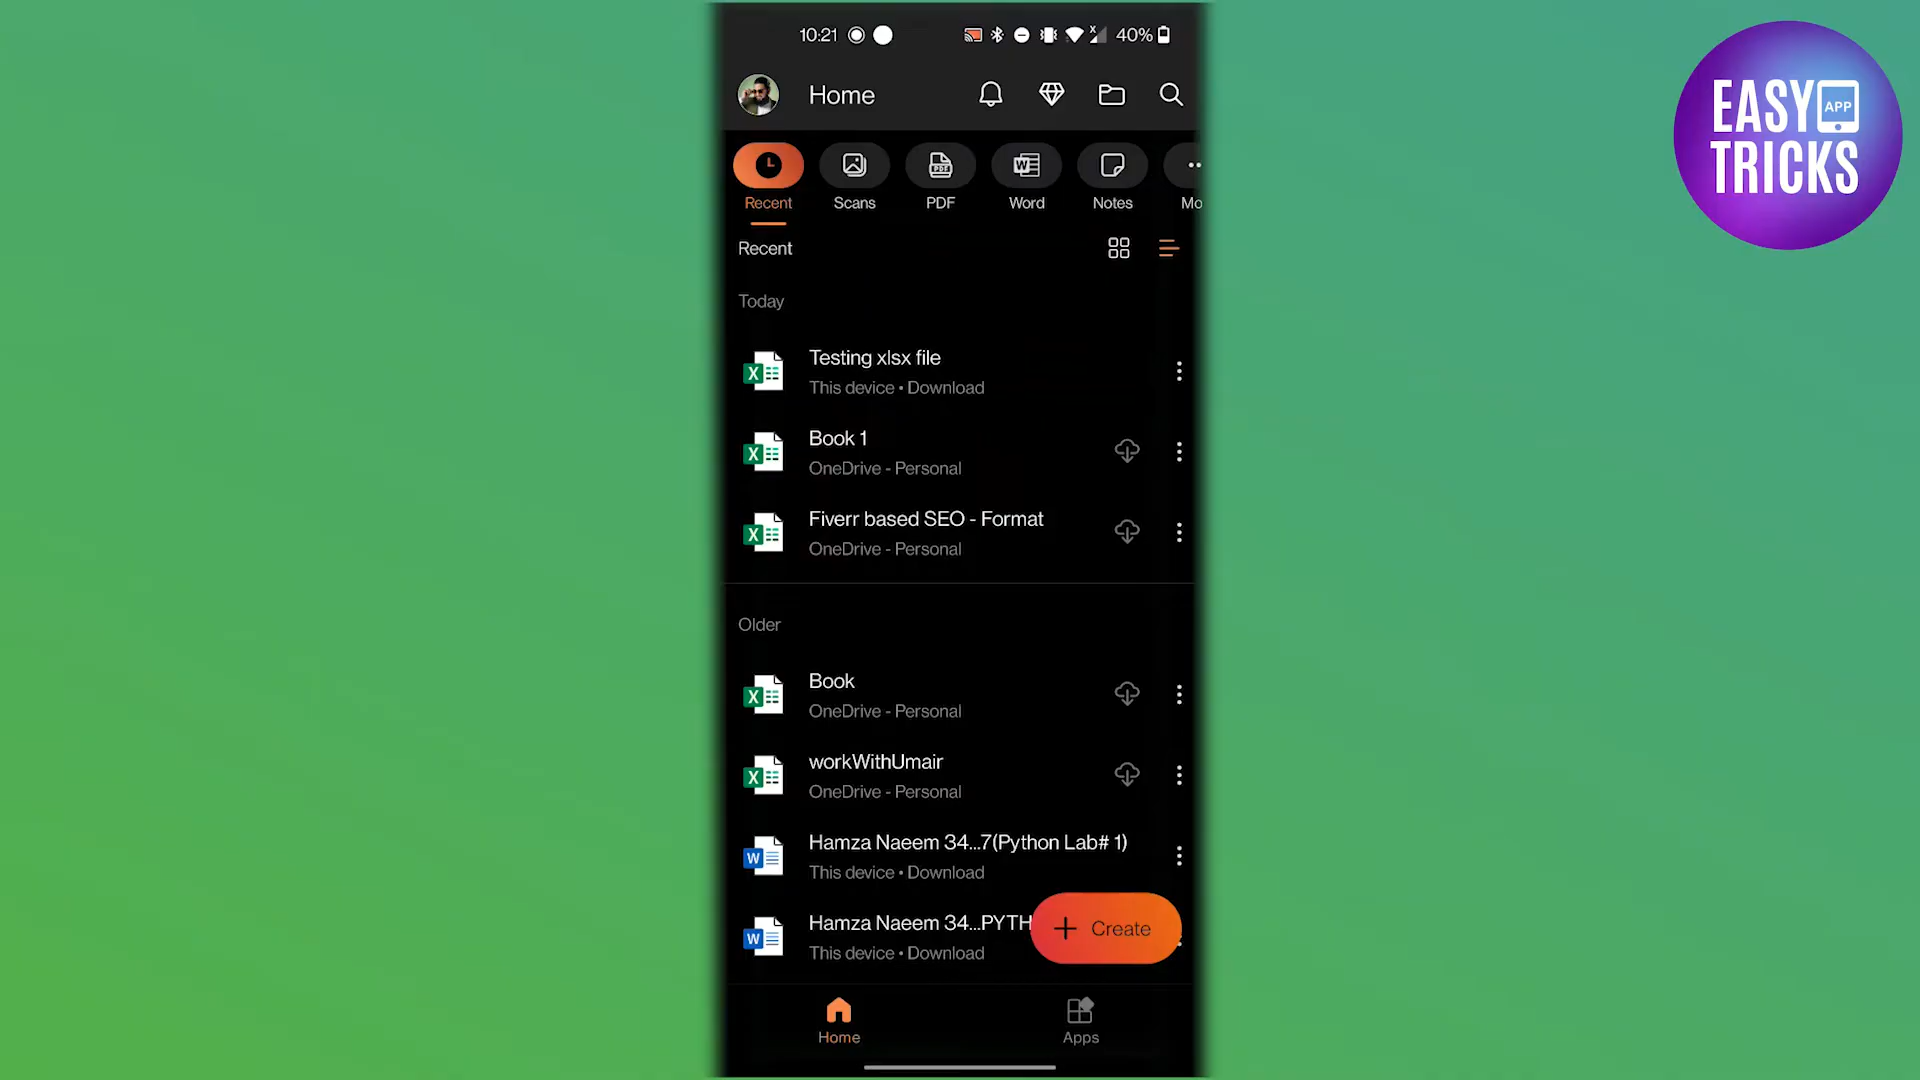 10:21
40%
Home
Recent
Scans
PDF
PDF
Word
Notes
Mo
Recent
Today
Testing xlsx file
This device • Download
Book 1
OneDrive - Personal
Fiverr based SEO - Format
OneDrive - Personal
Older
Book
OneDrive - Personal
workWithUmair
OneDrive - Personal
Hamza Naeem 34...7(Python Lab# 1)
This device • Download
Hamza Naeem 34...PYTH
This device • Download
Create
Home
Apps
EASY APP
TRICKS